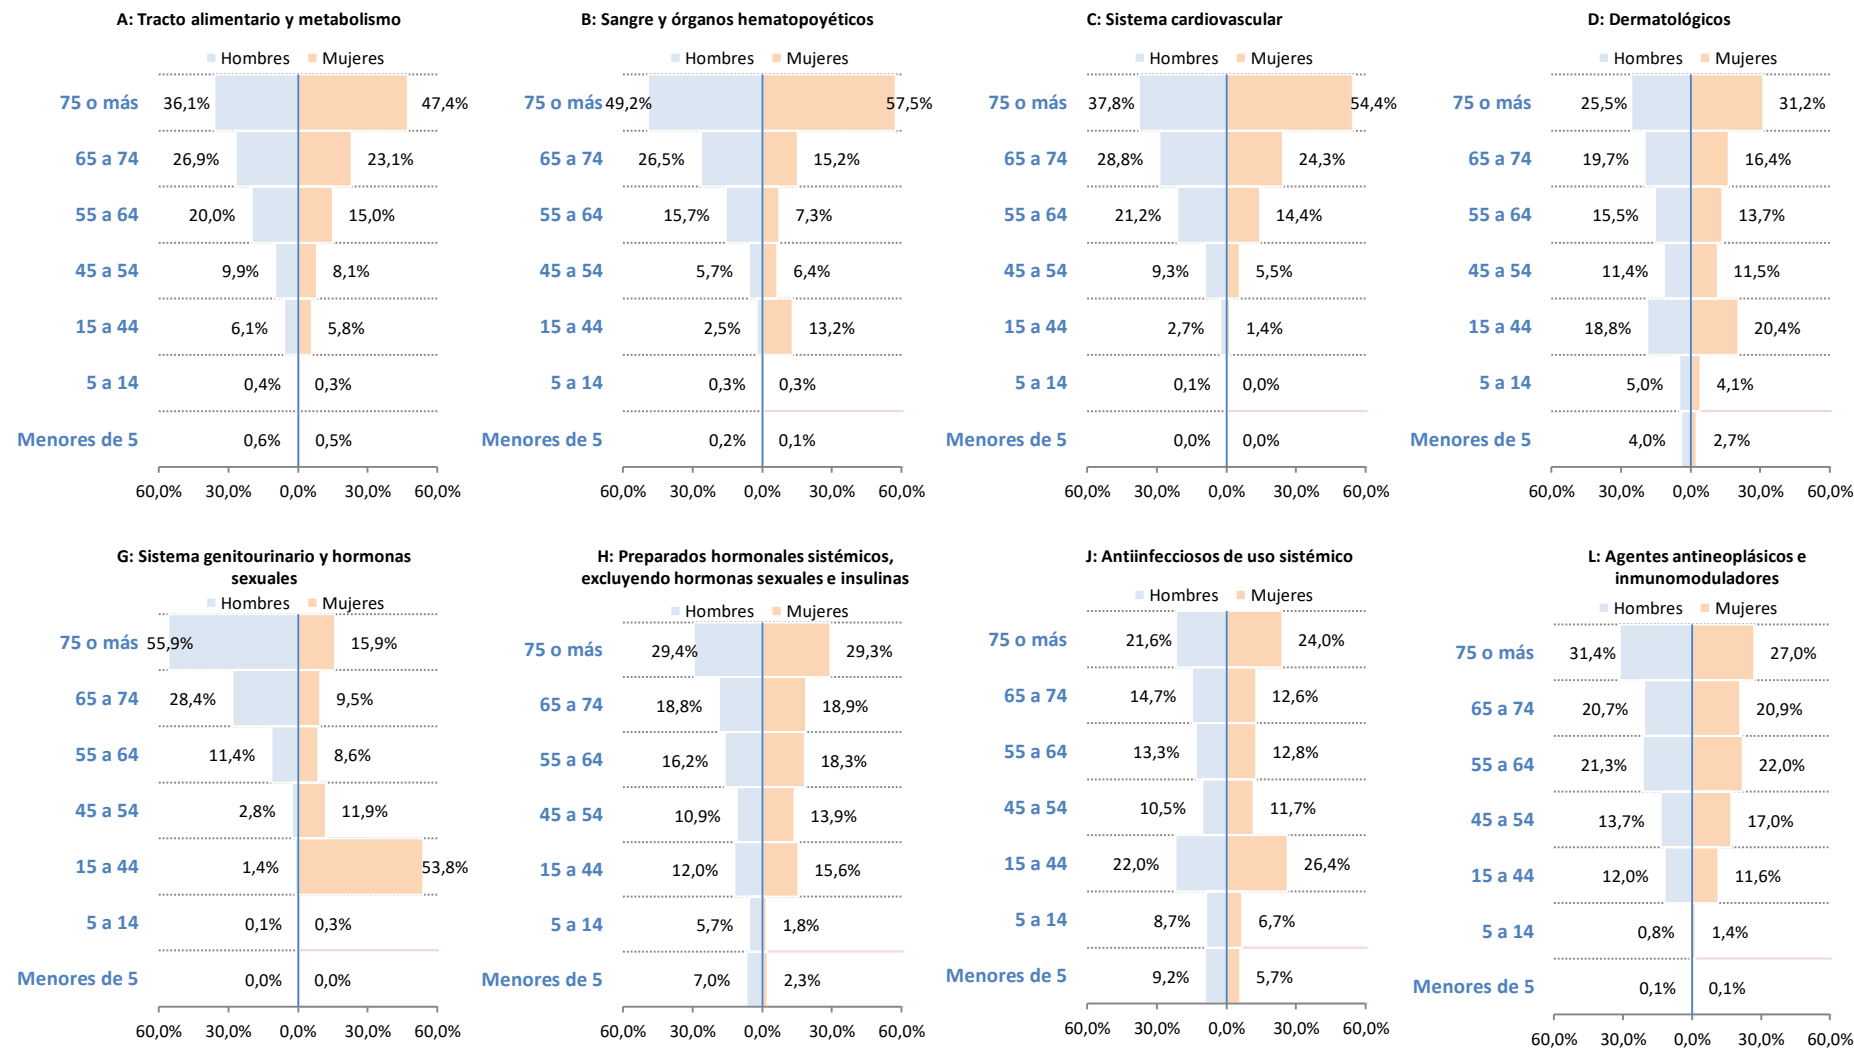 A: Tracto alimentario y metabolismo
Hombres Mujeres
75 o más 36,1% 47,4%
65 a 74 26,9% 23,1%
55 a 64 20,0% 15,0%
45 a 54 9,9% 8,1%
15 a 44 6,1% 5,8%
5 a 14 0,4% 0,3%
Menores de 5 0,6% 0,5%
60,0% 30,0% 0,0% 30,0% 60,0%
B: Sangre y órganos hematopoyéticos
Hombres Mujeres
75 o más 49,2% 57,5%
65 a 74 26,5% 15,2%
55 a 64 15,7% 7,3%
45 a 54 5,7% 6,4%
15 a 44 2,5% 13,2%
5 a 14 0,3% 0,3%
Menores de 5 0,2% 0,1%
60,0% 30,0% 0,0% 30,0% 60,0%
C: Sistema cardiovascular
Hombres Mujeres
75 o más 37,8% 54,4%
65 a 74 28,8% 24,3%
55 a 64 21,2% 14,4%
45 a 54 9,3% 5,5%
15 a 44 2,7% 1,4%
5 a 14 0,1% 0,0%
Menores de 5 0,0% 0,0%
60,0% 30,0% 0,0% 30,0% 60,0%
D: Dermatológicos
Hombres Mujeres
75 o más 25,5% 31,2%
65 a 74 19,7% 16,4%
55 a 64 15,5% 13,7%
45 a 54 11,4% 11,5%
15 a 44 18,8% 20,4%
5 a 14 5,0% 4,1%
Menores de 5 4,0% 2,7%
60,0% 30,0% 0,0% 30,0% 60,0%
G: Sistema genitourinario y hormonas
sexuales
Hombres Mujeres
75 o más 55,9% 15,9%
65 a 74 28,4% 9,5%
55 a 64 11,4% 8,6%
45 a 54 2,8% 11,9%
15 a 44 1,4% 53,8%
5 a 14 0,1% 0,3%
Menores de 5 0,0% 0,0%
60,0% 30,0% 0,0% 30,0% 60,0%
H: Preparados hormonales sistémicos,
excluyendo hormonas sexuales e insulinas
Hombres Mujeres
75 o más 29,4% 29,3%
65 a 74 18,8% 18,9%
55 a 64 16,2% 18,3%
45 a 54 10,9% 13,9%
15 a 44 12,0% 15,6%
5 a 14 5,7% 1,8%
Menores de 5 7,0% 2,3%
60,0% 30,0% 0,0% 30,0% 60,0%
J: Antiinfecciosos de uso sistémico
Hombres Mujeres
75 o más 21,6% 24,0%
65 a 74 14,7% 12,6%
55 a 64 13,3% 12,8%
45 a 54 10,5% 11,7%
15 a 44 22,0% 26,4%
5 a 14 8,7% 6,7%
Menores de 5 9,2% 5,7%
60,0% 30,0% 0,0% 30,0% 60,0%
L: Agentes antineoplásicos e
inmunomoduladores
Hombres Mujeres
75 o más 31,4% 27,0%
65 a 74 20,7% 20,9%
55 a 64 21,3% 22,0%
45 a 54 13,7% 17,0%
15 a 44 12,0% 11,6%
5 a 14 0,8% 1,4%
Menores de 5 0,1% 0,1%
60,0% 30,0% 0,0% 30,0% 60,0%